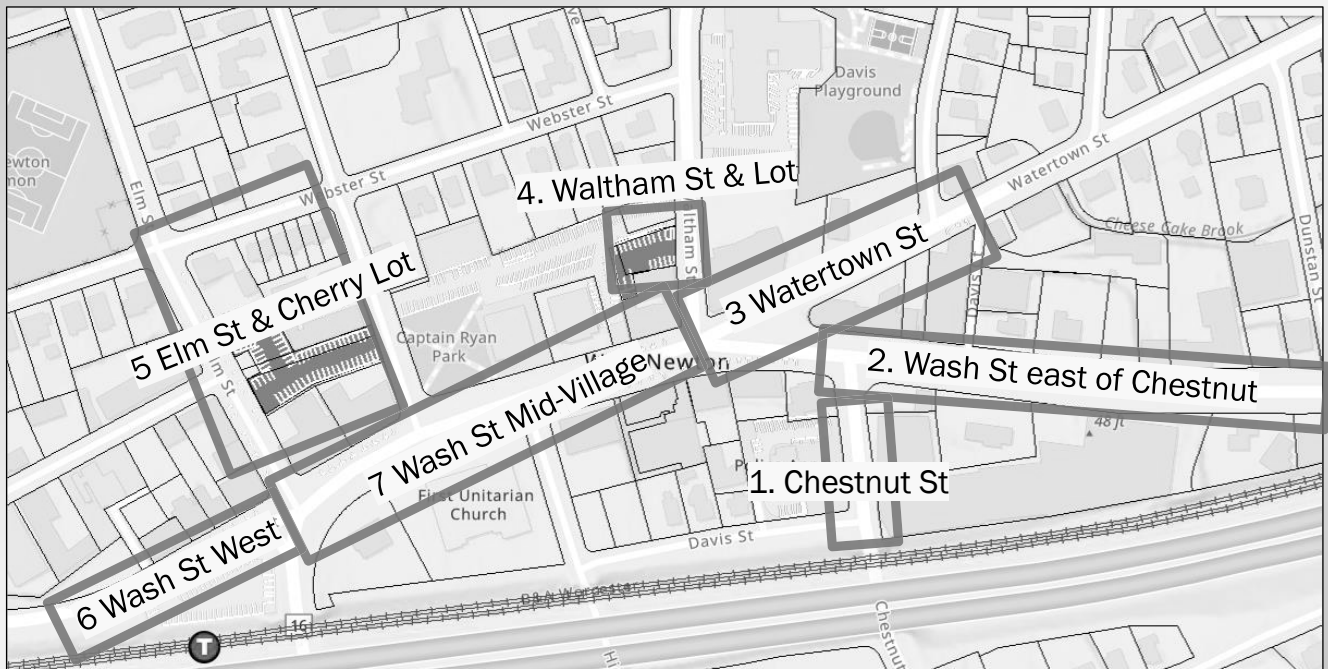 Davis
Playground
Webster St
Watertown St
Elm St
Webster St
4. Waltham St & Lot
Cheese Cake Brook
Dunstan St
3 Watertown St
5 Elm St & Cherry Lot
Captain Ryan
Park
Newton
2. Wash St east of Chestnut
7 Wash St Mid-Village
48 ft
1. Chestnut St
First Unitarian
Church
Davis St
6 Wash St West
B&A Worcester
16
T
Chestnut